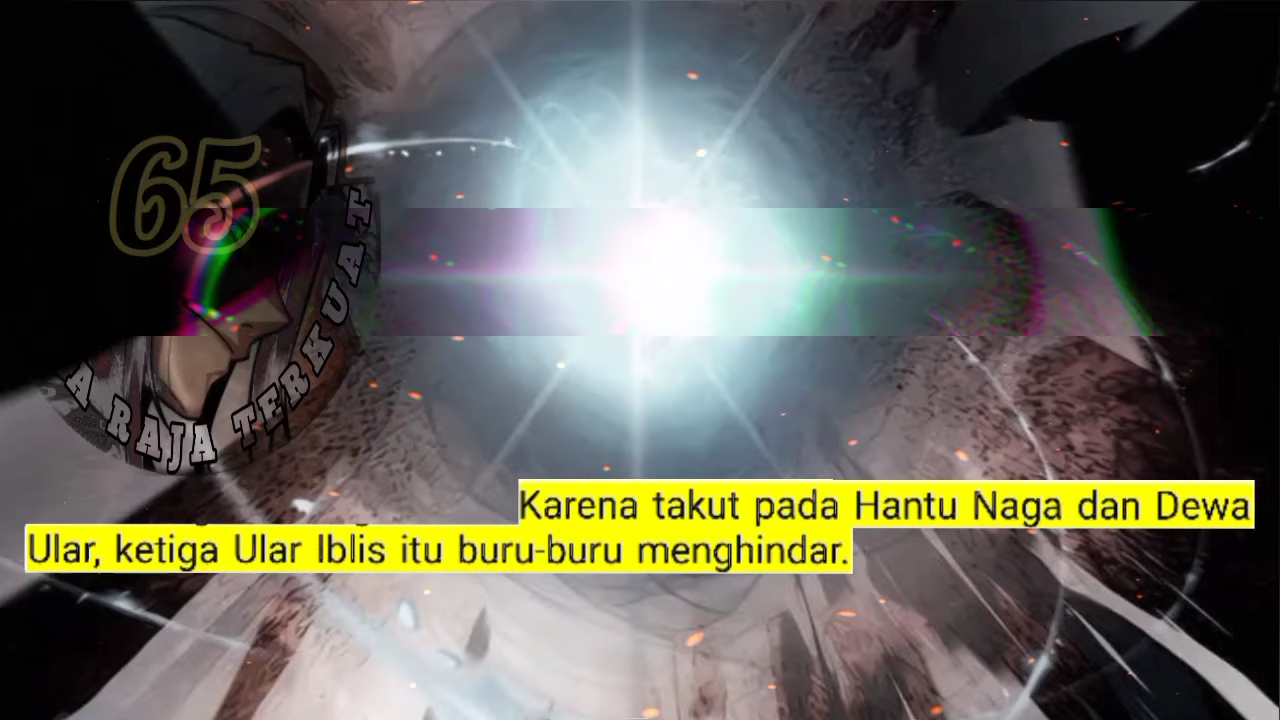 65
A RAJA TERKUAT
Karena takut pada Hantu Naga dan Dewa
Ular, ketiga Ular Iblis itu buru-buru menghindar.